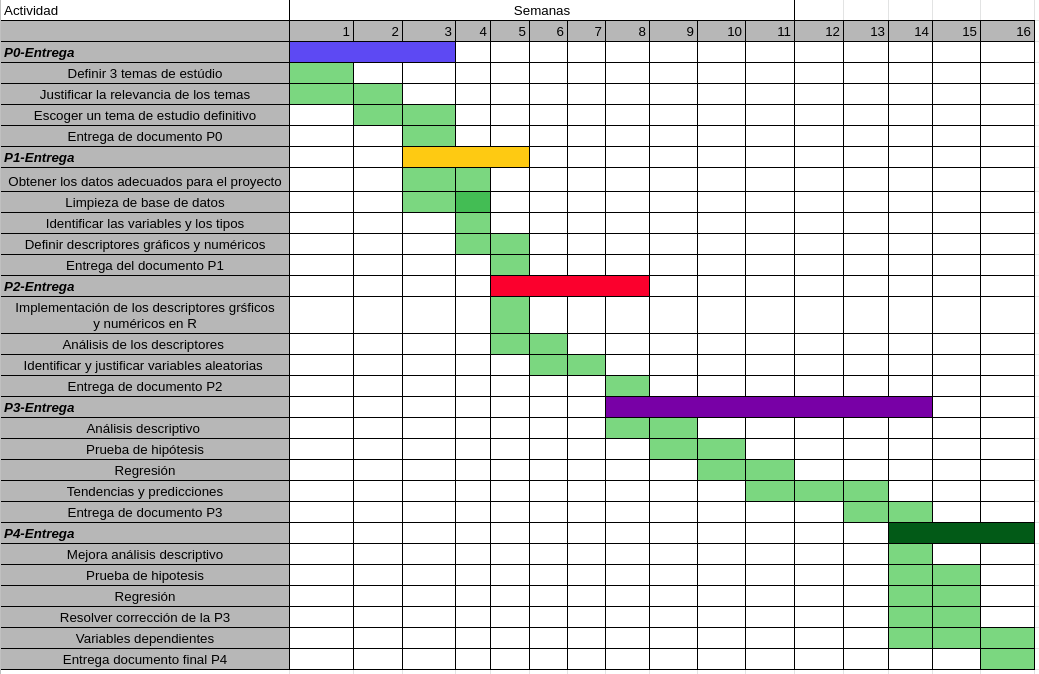 Actividad Semanas
1 2 3 4 5 6 7 8 9 10 11 12 13 14 15 16
P0-Entrega
Definir 3 temas de estúdio
Justificar la relevancia de los temas
Escoger un tema de estudio definitivo
Entrega de documento P0
P1-Entrega
Obtener los datos adecuados para el proyecto
Limpieza de base de datos
Identificar las variables y los tipos
Definir descriptores gráficos y numéricos
Entrega del documento P1
P2-Entrega
Implementación de los descriptores grśficos
y numéricos en R
Análisis de los descriptores
Identificar y justificar variables aleatorias
Entrega de documento P2
P3-Entrega
Análisis descriptivo
Prueba de hipótesis
Regresión
Tendencias y predicciones
Entrega de documento P3
P4-Entrega
Mejora análisis descriptivo
Prueba de hipotesis
Regresión
Resolver corrección de la P3
Variables dependientes
Entrega documento final P4